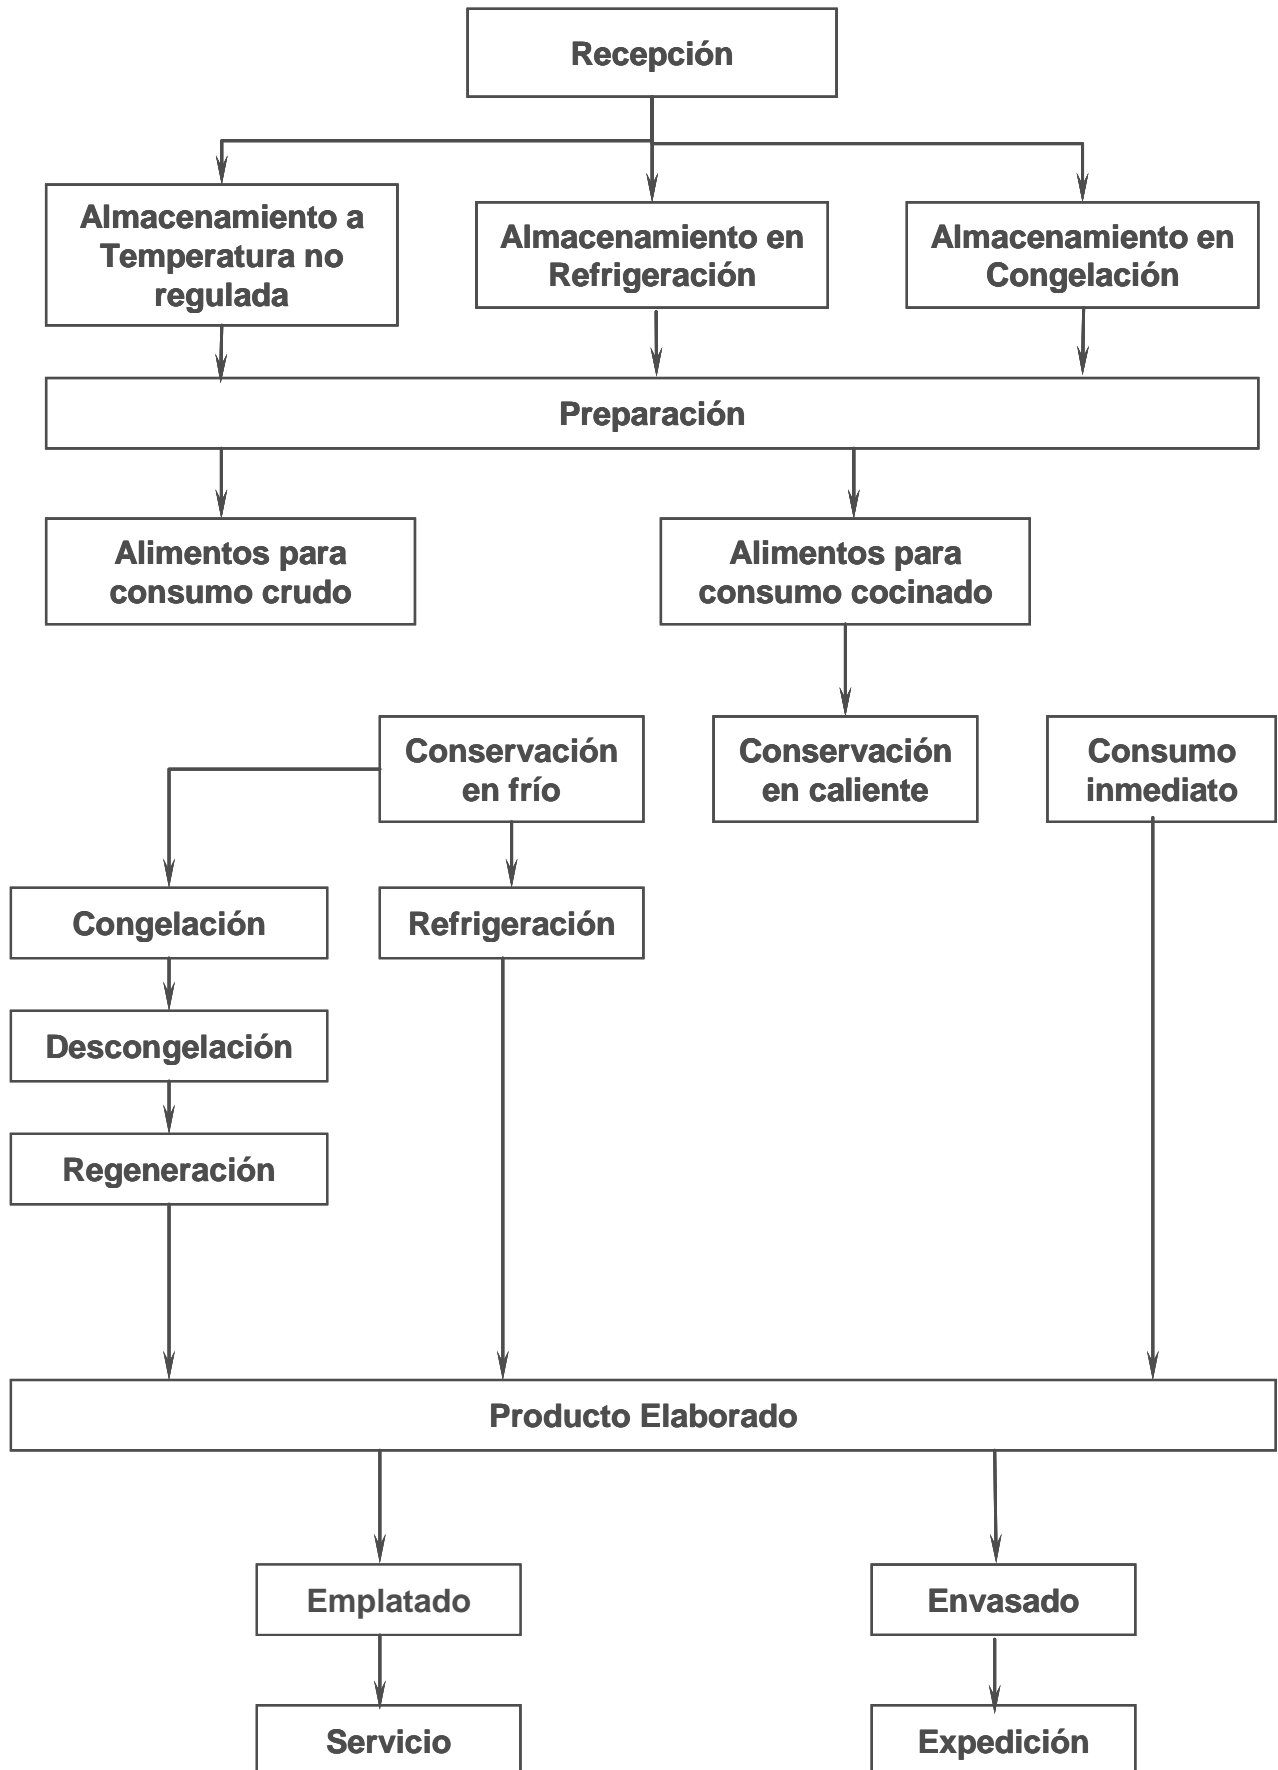 Recepción
Almacenamiento a
Temperatura no
regulada
Almacenamiento en
Refrigeración
Almacenamiento en
Congelación
Preparación
Alimentos para
consumo crudo
Alimentos para
consumo cocinado
Conservación
en frío
Conservación
en caliente
Consumo
inmediato
Congelación
Refrigeración
Descongelación
Regeneración
Producto Elaborado
Emplatado
Envasado
Servicio
Expedición